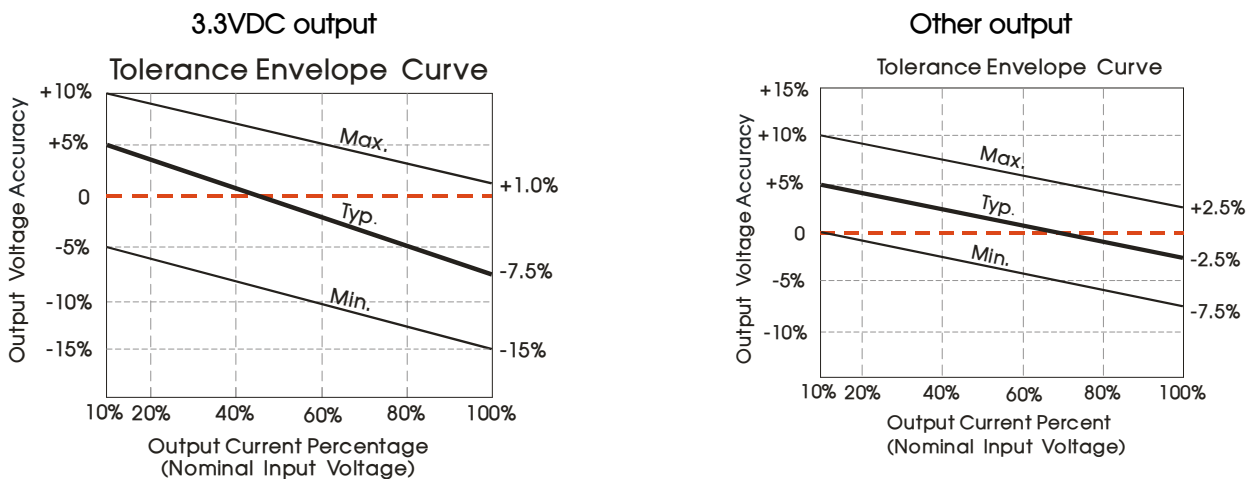 3.3VDC output
Tolerance Envelope Curve
Output Voltage Accuracy
+10%
+5%
0
-5%
-10%
-15%
Max.
Typ.
Min.
+1.0%
-7.5%
-15%
10% 20% 40% 60% 80% 100%
Output Current Percentage
(Nominal Input Voltage)
Other output
Tolerance Envelope Curve
Output Voltage Accuracy
+15%
+10%
+5%
0
-5%
-10%
Max.
Typ.
Min.
+2.5%
-2.5%
-7.5%
10% 20% 40% 60% 80% 100%
Output Current Percent
(Nominal Input Voltage)